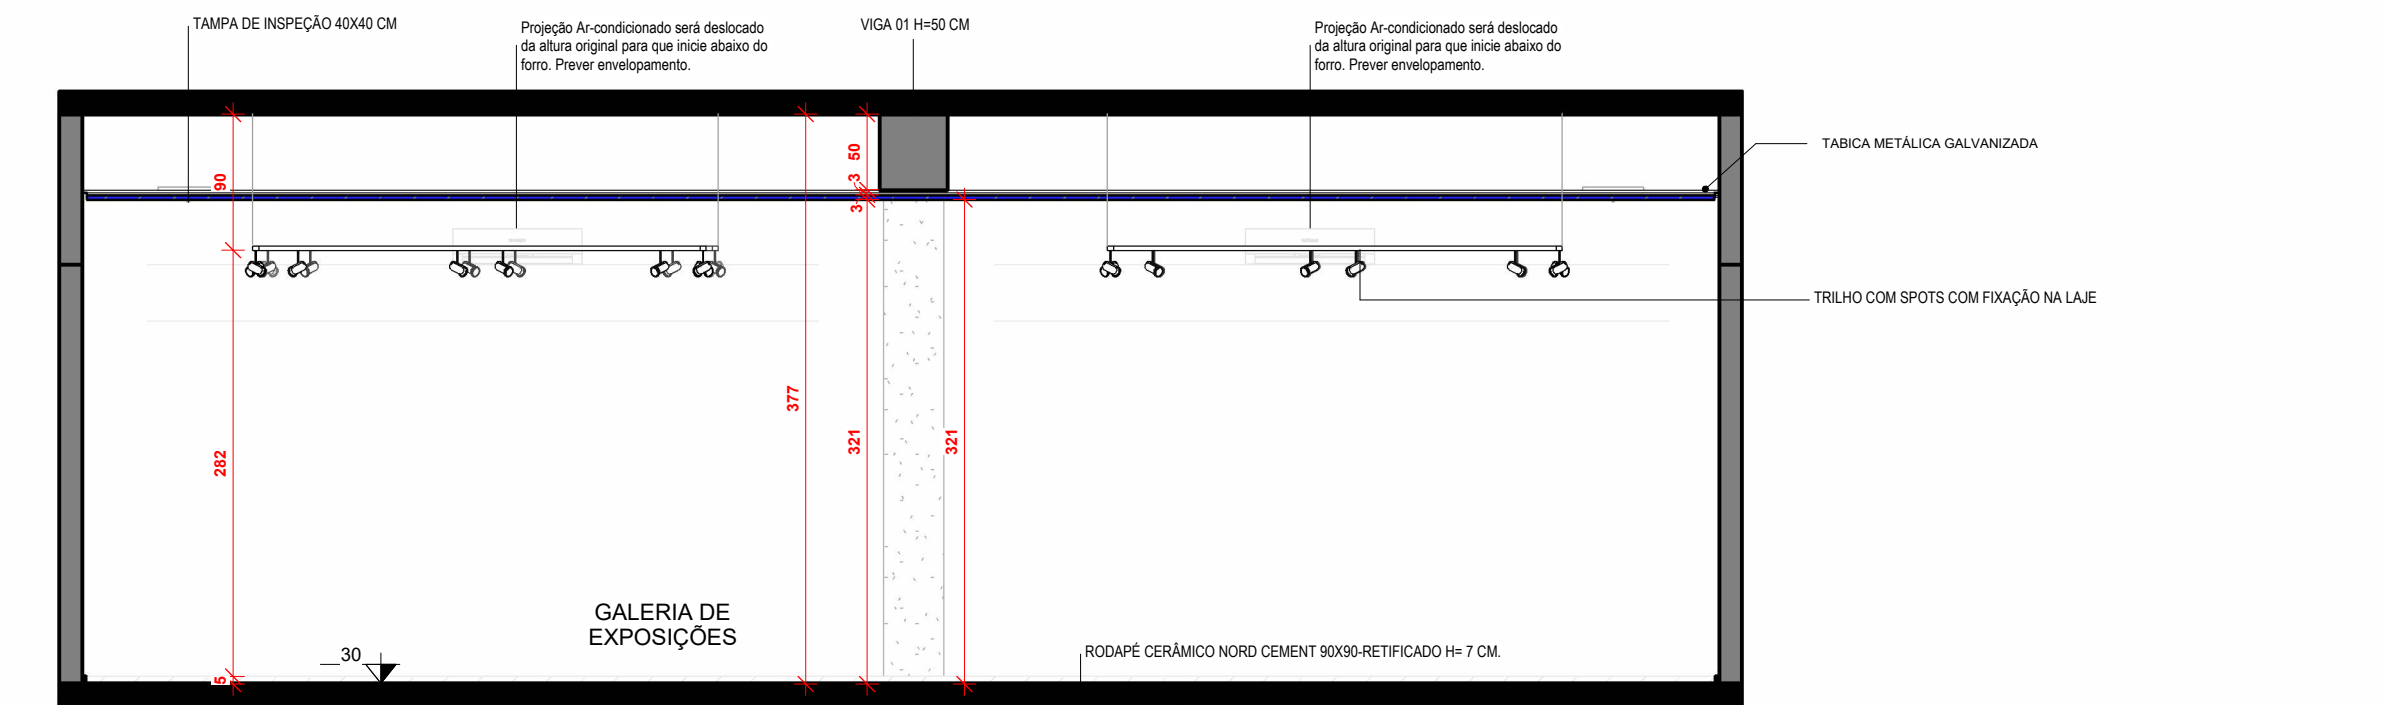 TAMPA DE INSPEÇÃO 40X40 CM
Projeção Ar-condicionado será deslocado
da altura original para que inicie abaixo do
forro. Prever envelopamento.
VIGA 01 H=50 CM
Projeção Ar-condicionado será deslocado
da altura original para que inicie abaixo do
forro. Prever envelopamento.
TABICA METÁLICA GALVANIZADA
50
90
3
3
TRILHO COM SPOTS COM FIXAÇÃO NA LAJE
377
321
321
282
GALERIA DE
EXPOSIÇÕES
30
RODAPÉ CERÂMICO NORD CEMENT 90X90-RETIFICADO H= 7 CM.
5